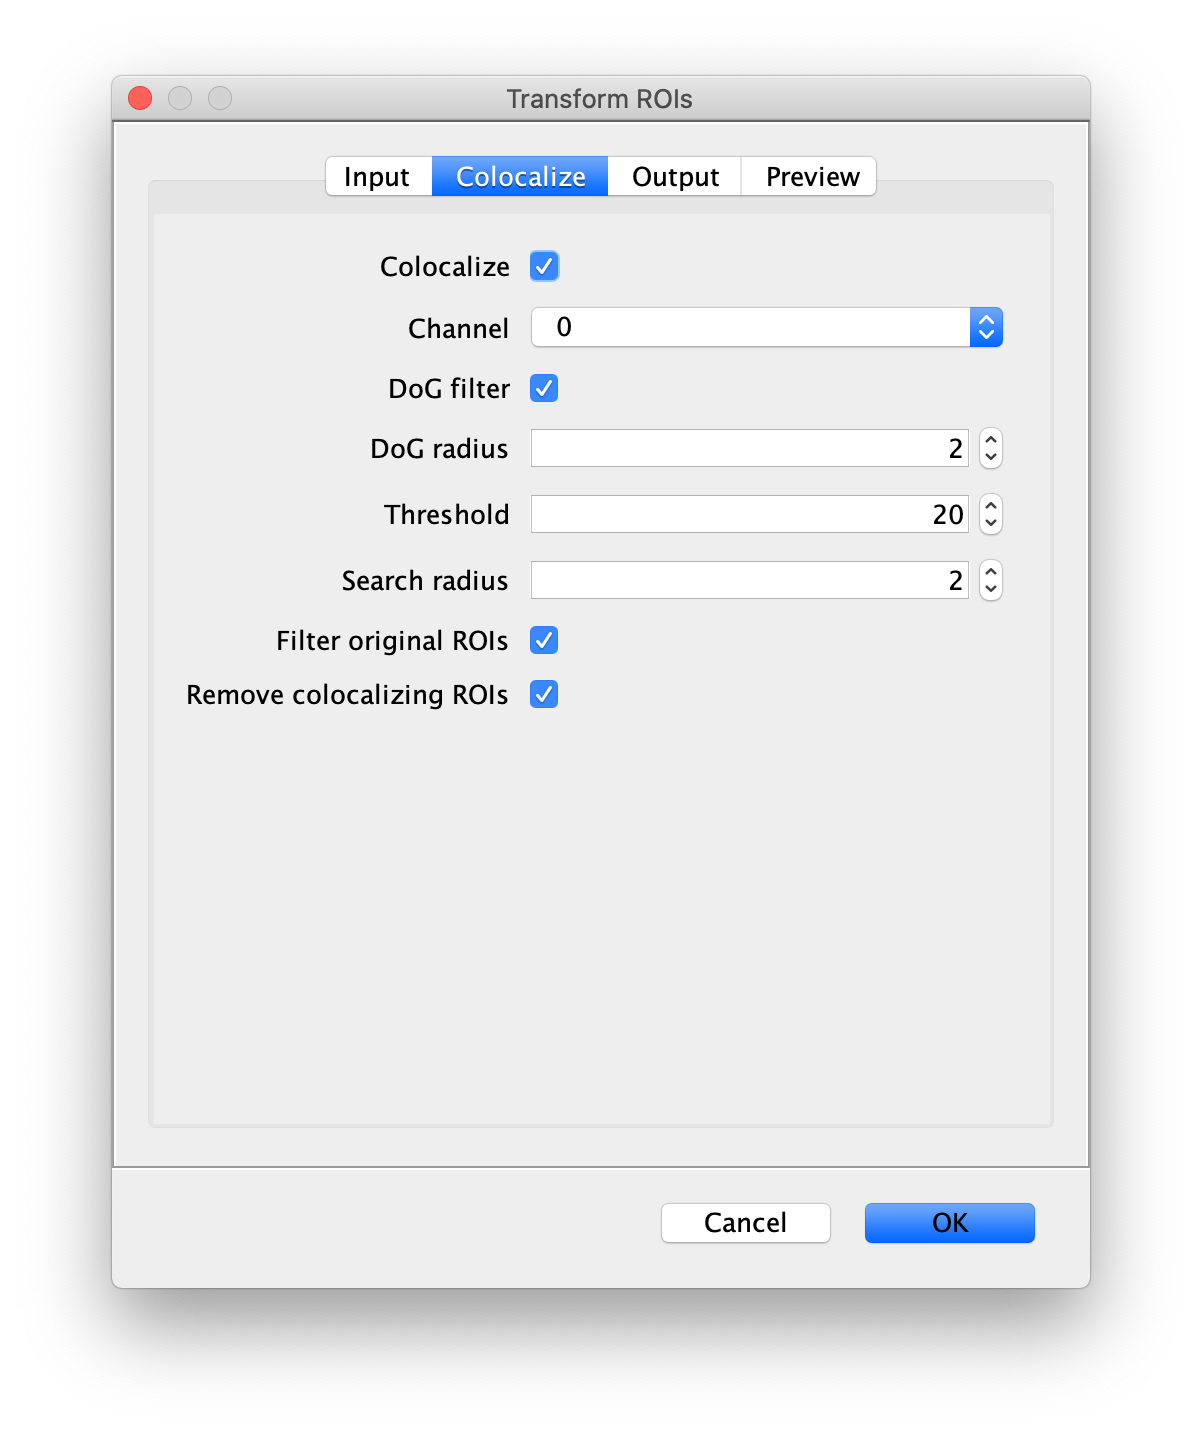 Transform ROIs
Input Colocalize Output Preview
Colocalize
Channel 0
DoG filter
DoG radius 2
Threshold 20
Search radius 2
Filter original ROIs
Remove colocalizing ROIs
Cancel OK